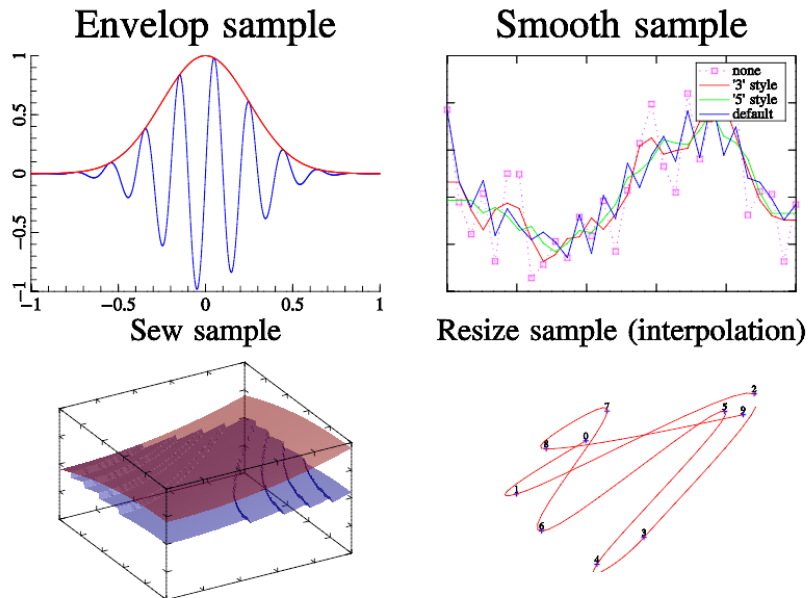 Envelop sample
1
0.5
0
−0.5
−1
−1 −0.5 0 0.5 1
Smooth sample
none
'3' style
'5' style
default
Sew sample
Resize sample (interpolation)
2
7
5
9
0
8
1
6
3
4